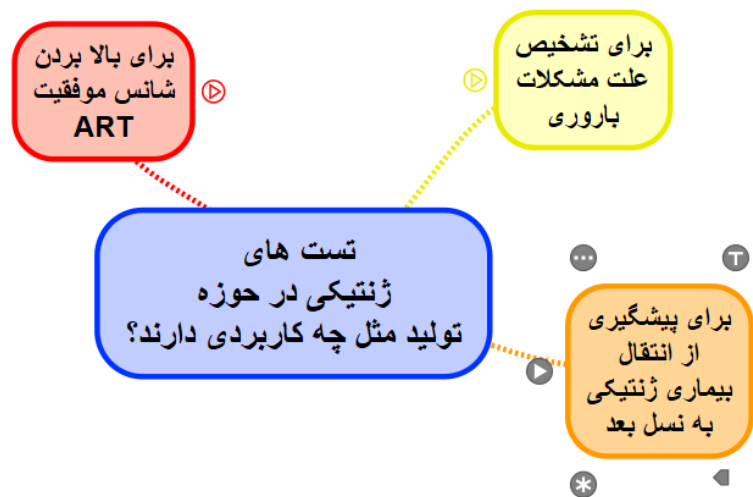 برای بالا بردن
شانس موفقیت
ART
برای تشخیص
علت مشکلات
باروری
تست های
ژنتیکی در حوزه
تولید مثل چه کاربردی دارند؟
برای پیشگیری
از انتقال
بیماری ژنتیکی
به نسل بعد